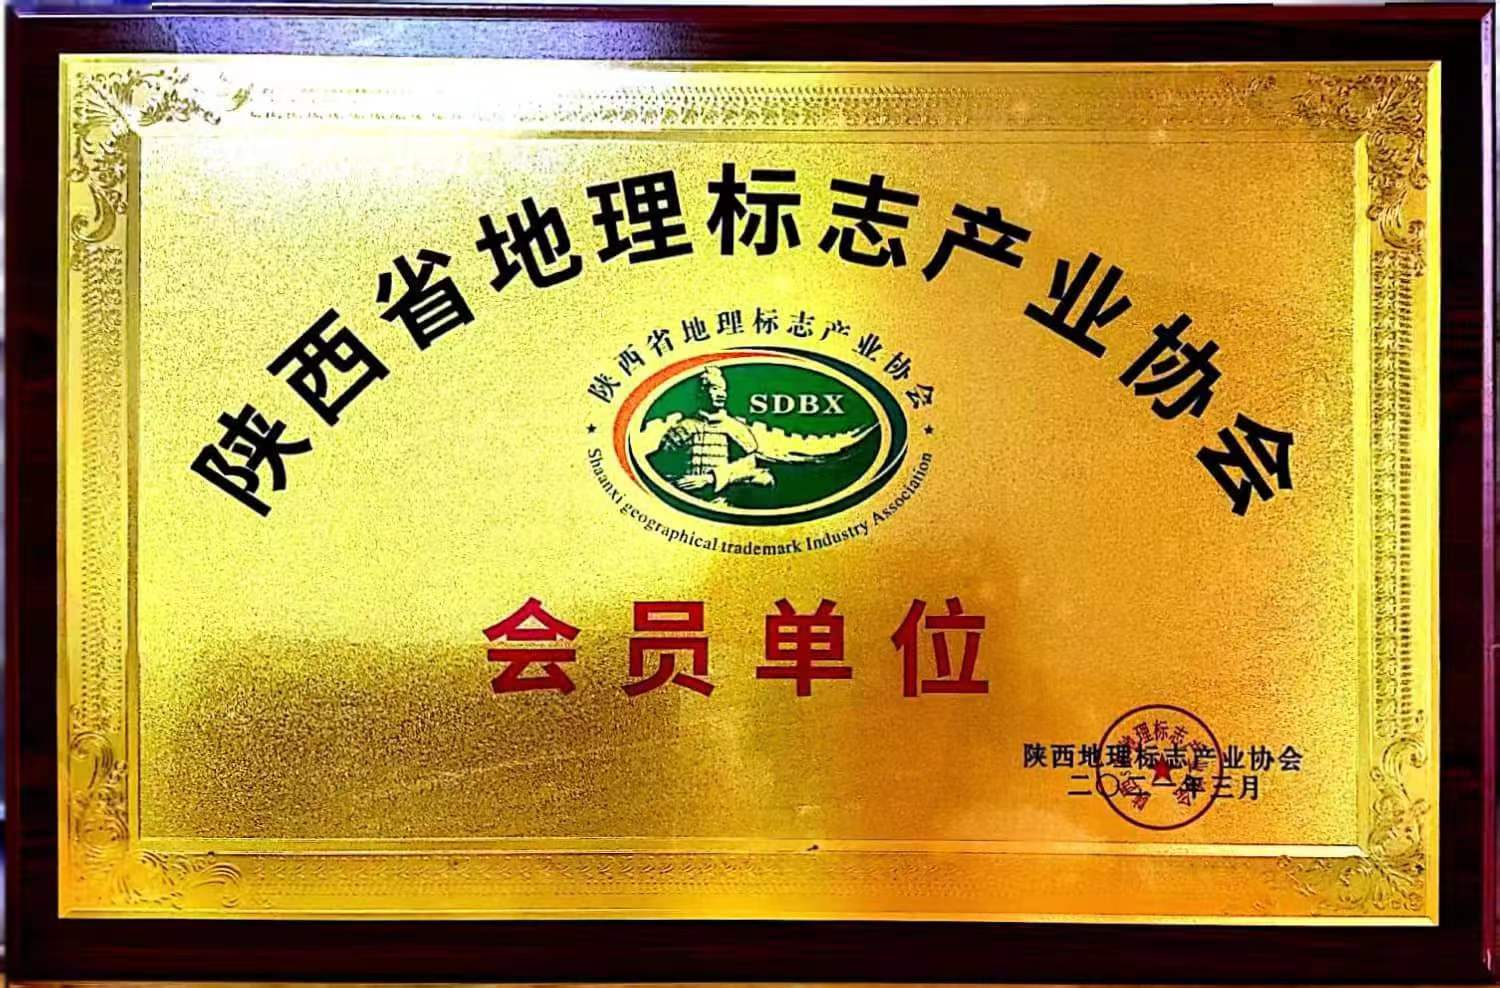 陕西省地理标志产业协会
陕西省地理标志产业协会
SDBX
Shaanxi geographical trademark Industry Association
会员单位
陕西地理标志产业协会
二〇二一年三月